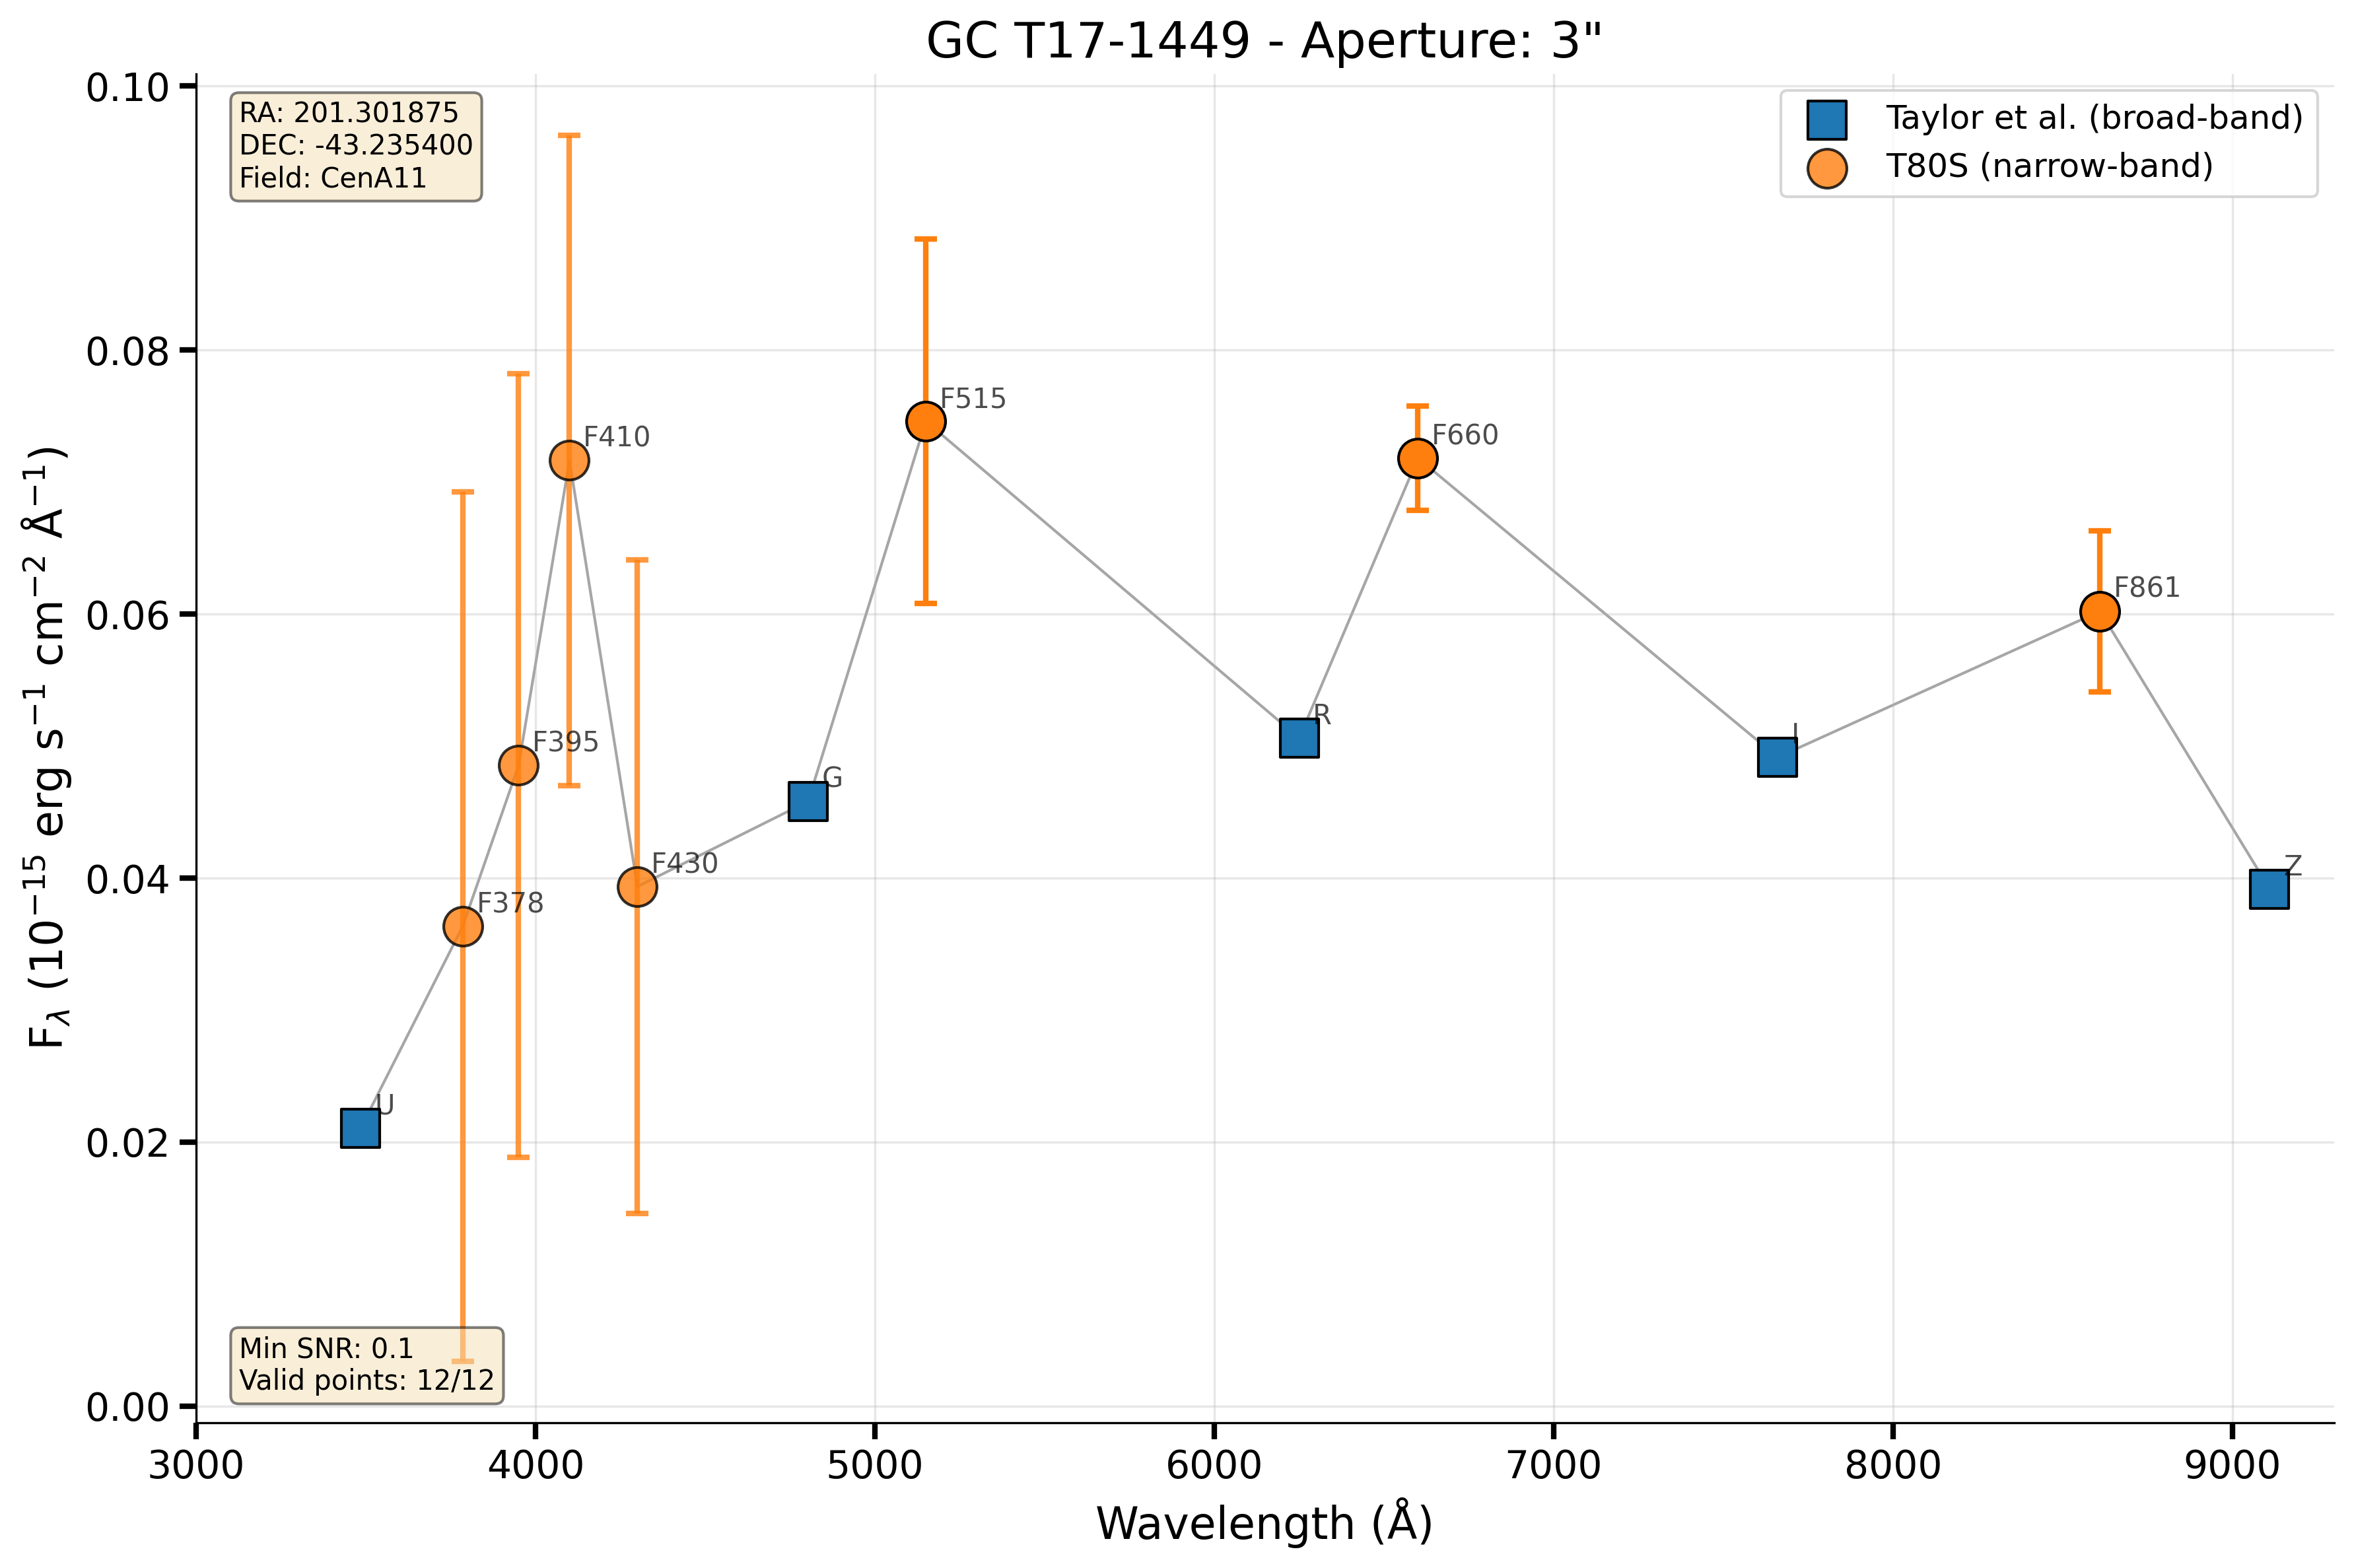 GC T17-1449 - Aperture: 3"
RA: 201.301875
DEC: -43.235400
Field: CenA11
Taylor et al. (broad-band)
T80S (narrow-band)
0.10
0.08
0.06
0.04
0.02
0.00
F_λ (10⁻¹⁵ erg s⁻¹ cm⁻² Å⁻¹)
F410
F515
F660
F861
F395
F378
F430
U
G
R
I
Z
Min SNR: 0.1
Valid points: 12/12
3000 4000 5000 6000 7000 8000 9000
Wavelength (Å)